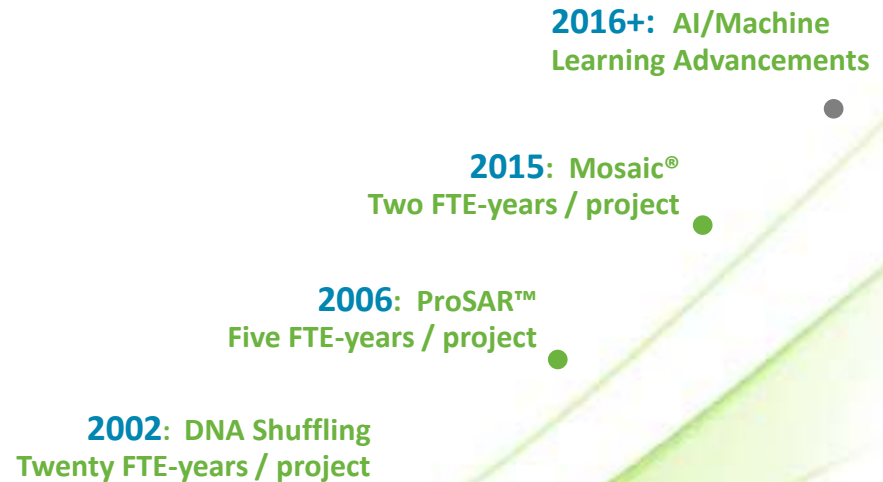 2016+: AI/Machine
Learning Advancements
2015: Mosaic®
Two FTE-years / project
2006: ProSAR™
Five FTE-years / project
2002: DNA Shuffling
Twenty FTE-years / project